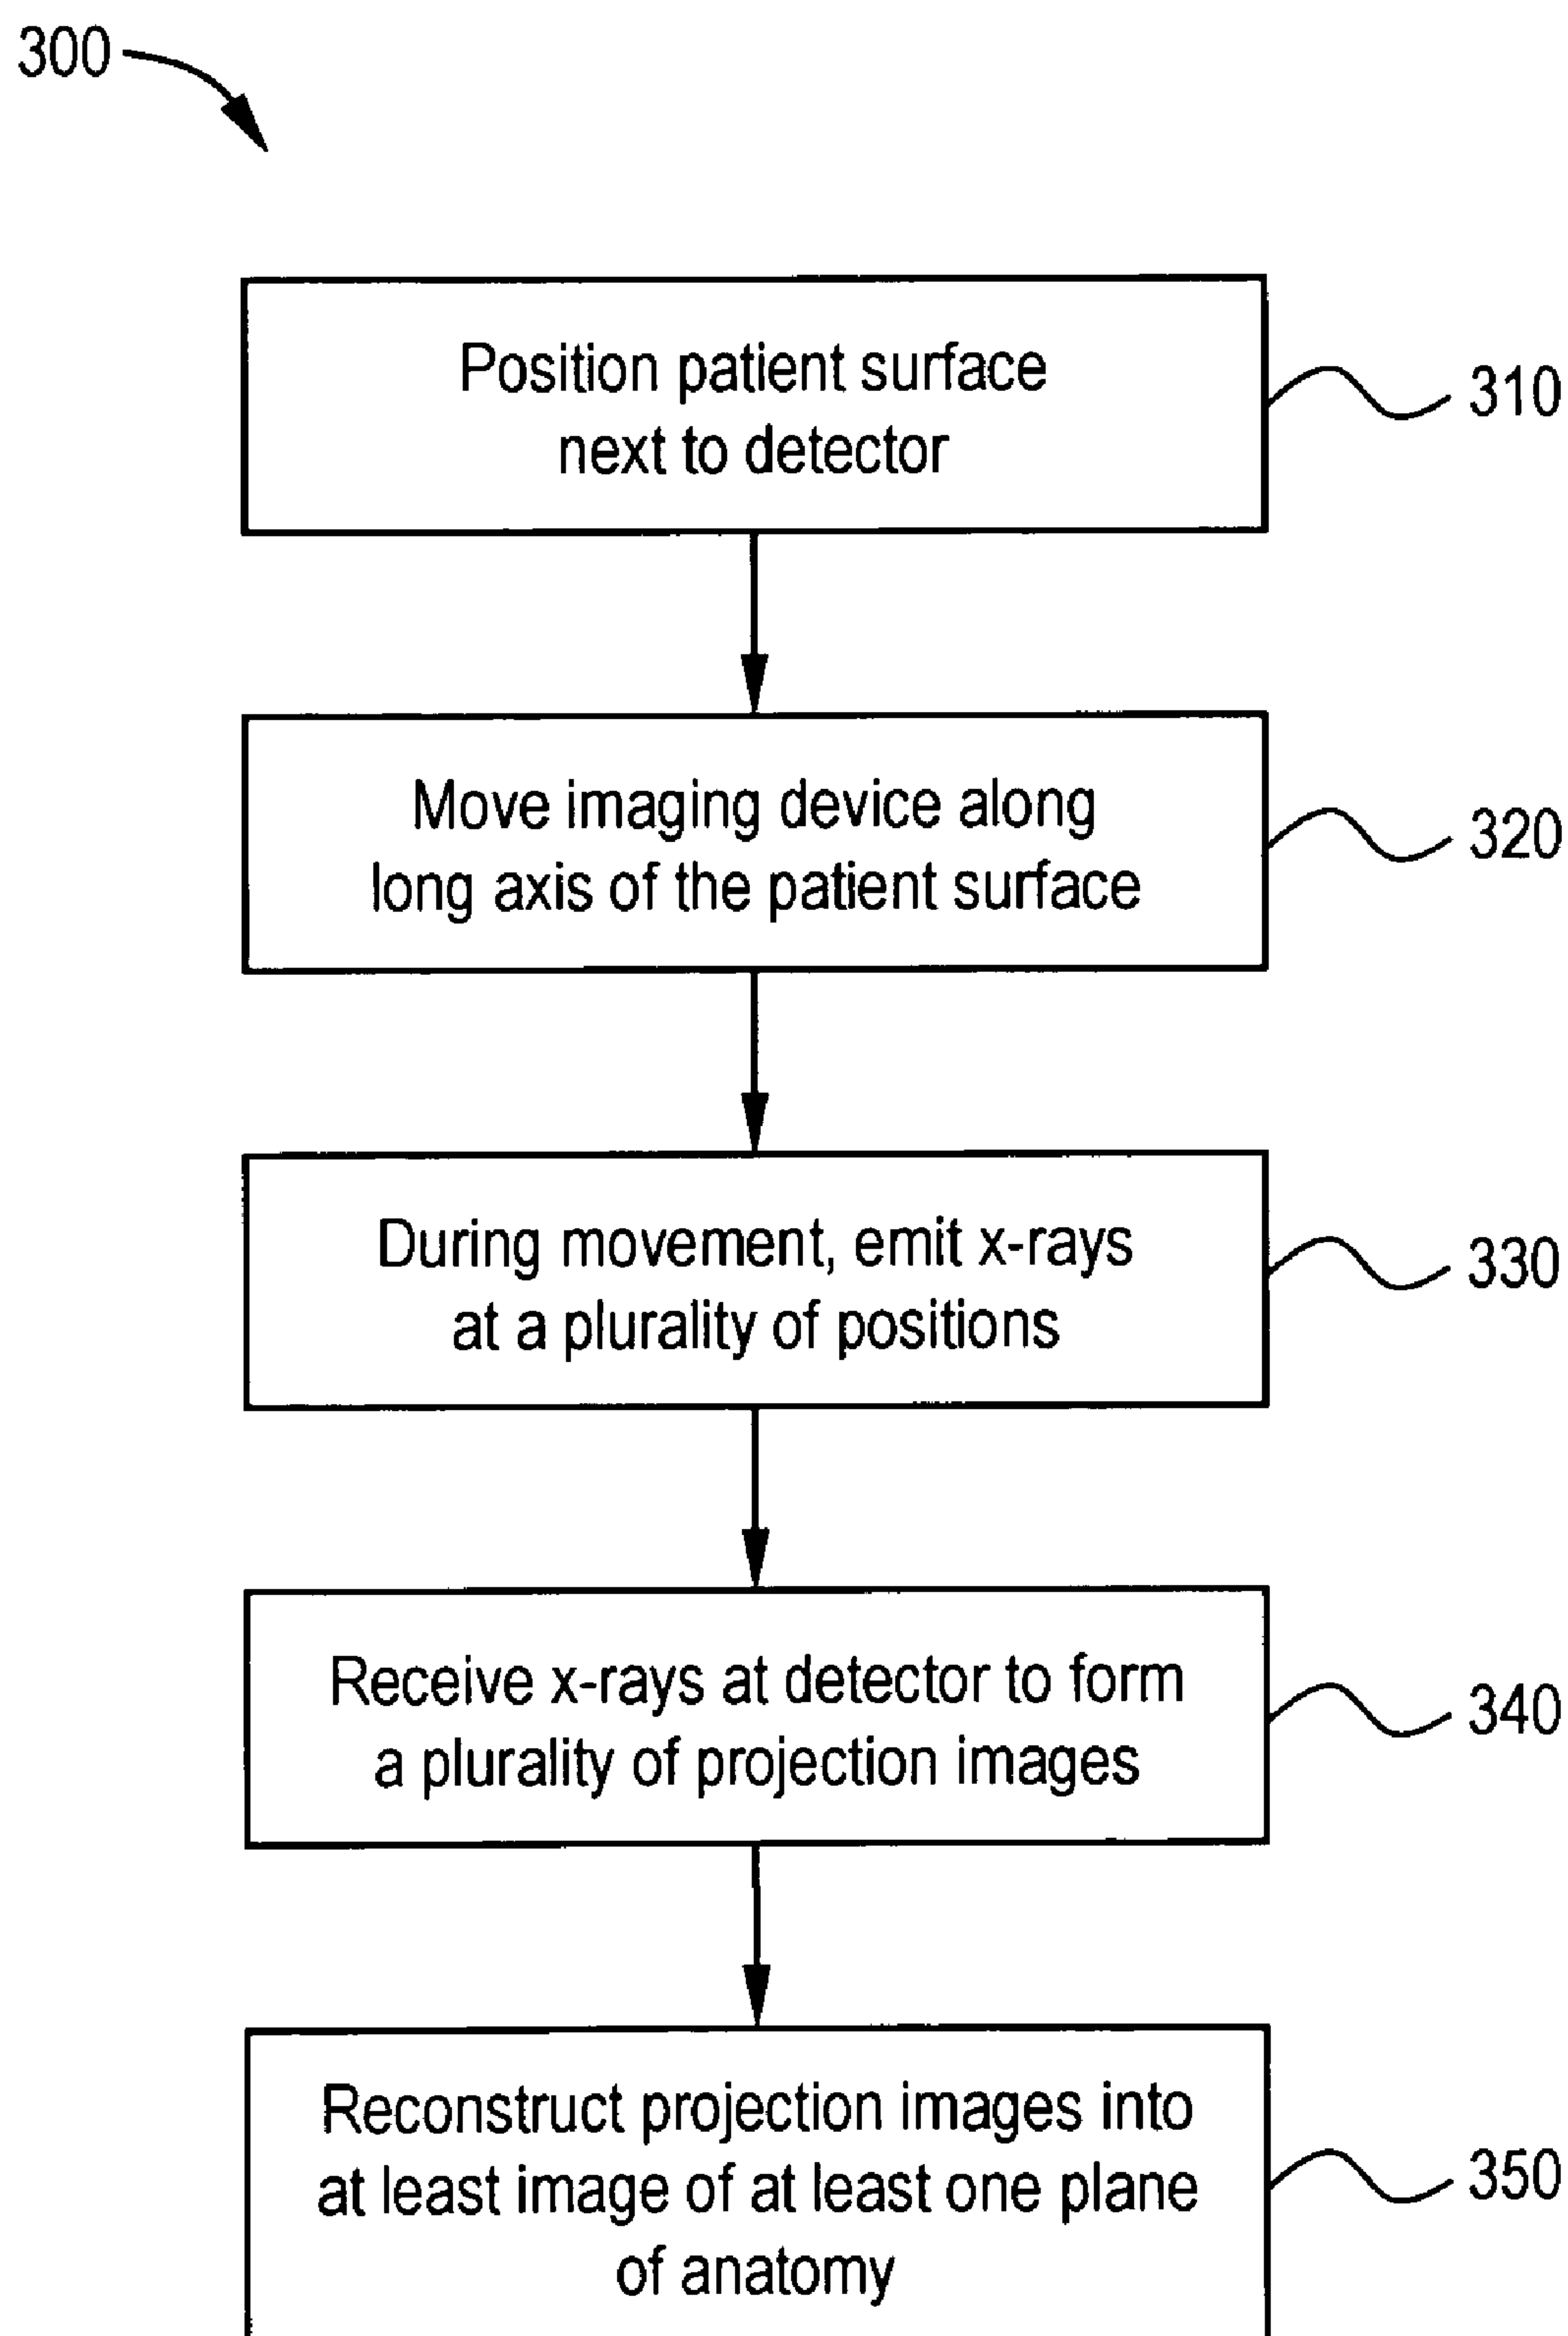 300
Position patient surface
next to detector
310
Move imaging device along
long axis of the patient surface
320
During movement, emit x-rays
at a plurality of positions
330
Receive x-rays at detector to form
a plurality of projection images
340
Reconstruct projection images into
at least image of at least one plane
of anatomy
350